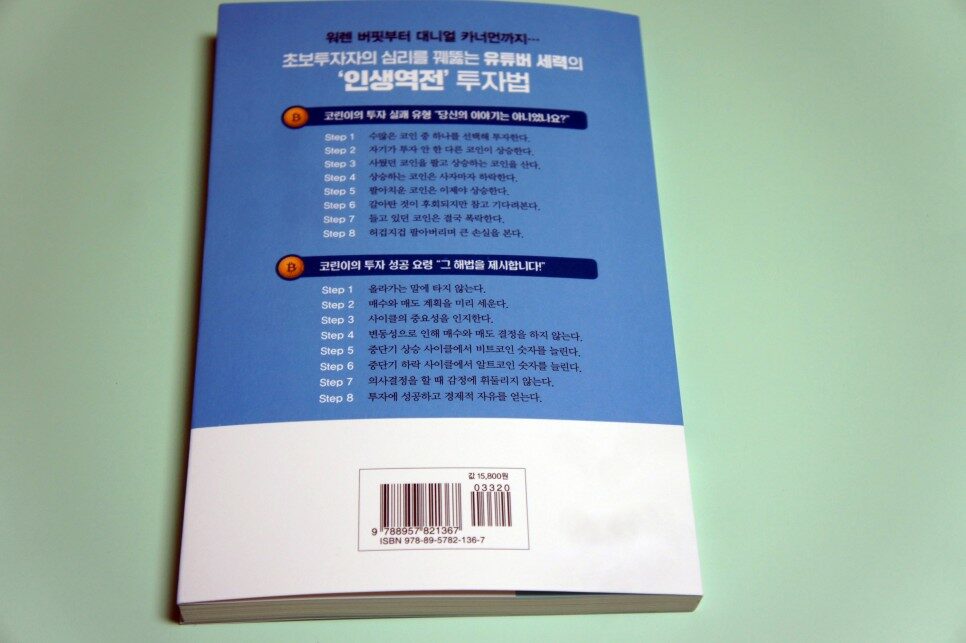 워렌 버핏부터 대니얼 카너먼까지…
초보투자자의 심리를 꿰뚫는 유튜버 세력의
‘인생역전’ 투자법
코린이의 투자 실패 유형 “당신의 이야기는 아니었나요?”
Step 1 수많은 코인 중 하나를 선택해 투자한다.
Step 2 자기가 투자 안 한 다른 코인이 상승한다.
Step 3 사뒀던 코인을 팔고 상승하는 코인을 산다.
Step 4 상승하는 코인은 사자마자 하락한다.
Step 5 팔아치운 코인은 이제야 상승한다.
Step 6 갈아탄 것이 후회되지만 참고 기다려본다.
Step 7 들고 있던 코인은 결국 폭락한다.
Step 8 허겁지겁 팔아버리며 큰 손실을 본다.
코린이의 투자 성공 요령 “그 해법을 제시합니다!”
Step 1 올라가는 말에 타지 않는다.
Step 2 매수와 매도 계획을 미리 세운다.
Step 3 사이클의 중요성을 인지한다.
Step 4 변동성으로 인해 매수와 매도 결정을 하지 않는다.
Step 5 중단기 상승 사이클에서 비트코인 숫자를 늘린다.
Step 6 중단기 하락 사이클에서 알트코인 숫자를 늘린다.
Step 7 의사결정을 할 때 감정에 휘둘리지 않는다.
Step 8 투자에 성공하고 경제적 자유를 얻는다.
값 15,800원
03320
9 788957 821367
ISBN 978-89-5782-136-7